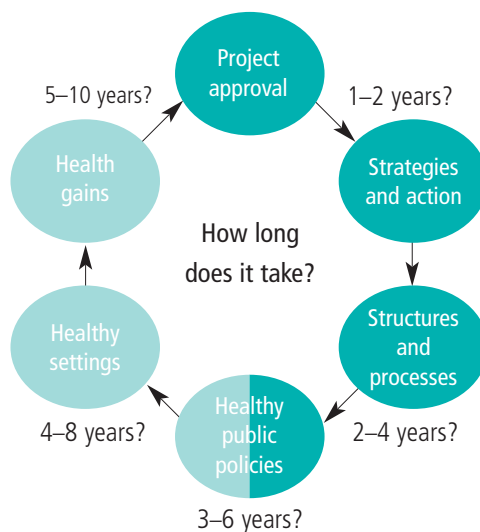 Project
approval
1–2 years?
Strategies
and action
Structures
and
processes
2–4 years?
Healthy
public
policies
3–6 years?
Healthy
settings
4–8 years?
Health
gains
5–10 years?
How long
does it take?